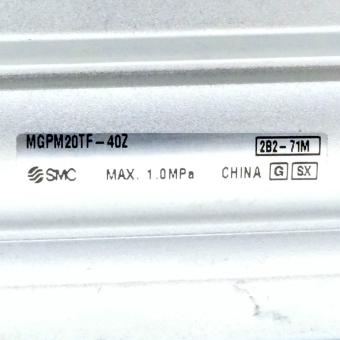 MGPM20TF-40Z 2B2-71M
SMC MAX. 1.0MPa CHINA G SX